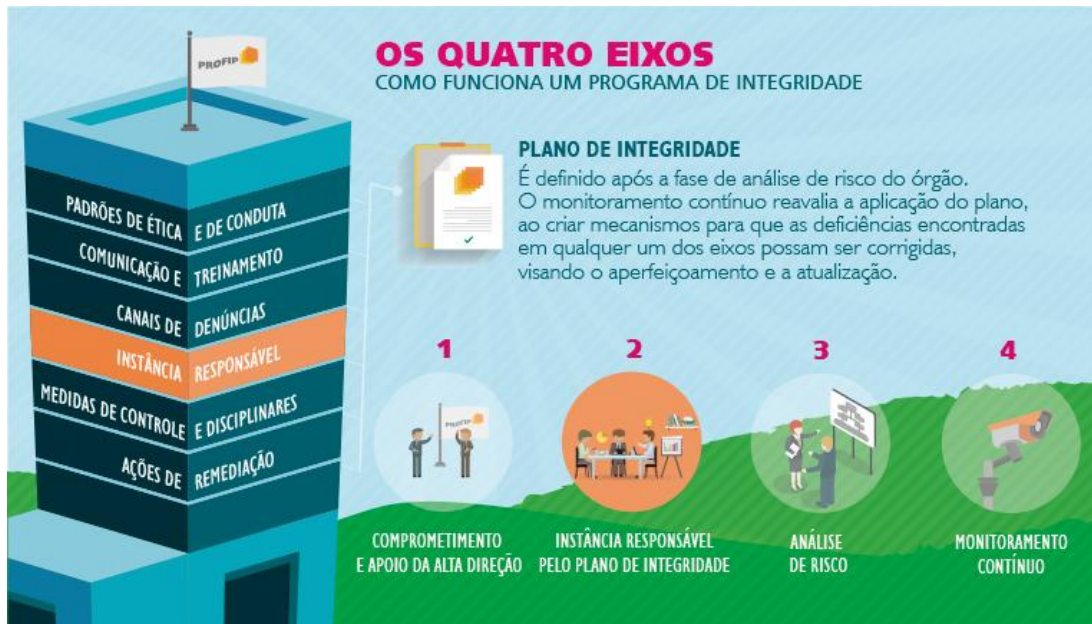 PROFIP
OS QUATRO EIXOS
COMO FUNCIONA UM PROGRAMA DE INTEGRIDADE
PLANO DE INTEGRIDADE
É definido após a fase de análise de risco do órgão.
O monitoramento contínuo reavalia a aplicação do plano,
ao criar mecanismos para que as deficiências encontradas
em qualquer um dos eixos possam ser corrigidas,
visando o aperfeiçoamento e a atualização.
PADRÕES DE ÉTICA E DE CONDUTA
COMUNICAÇÃO E TREINAMENTO
CANAIS DE DENÚNCIAS
INSTÂNCIA RESPONSÁVEL
MEDIDAS DE CONTROLE E DISCIPLINARES
AÇÕES DE REMEDIAÇÃO
1
PROFIP
COMPROMETIMENTO
E APOIO DA ALTA DIREÇÃO
2
INSTÂNCIA RESPONSÁVEL
PELO PLANO DE INTEGRIDADE
3
ANÁLISE
DE RISCO
4
MONITORAMENTO
CONTÍNUO